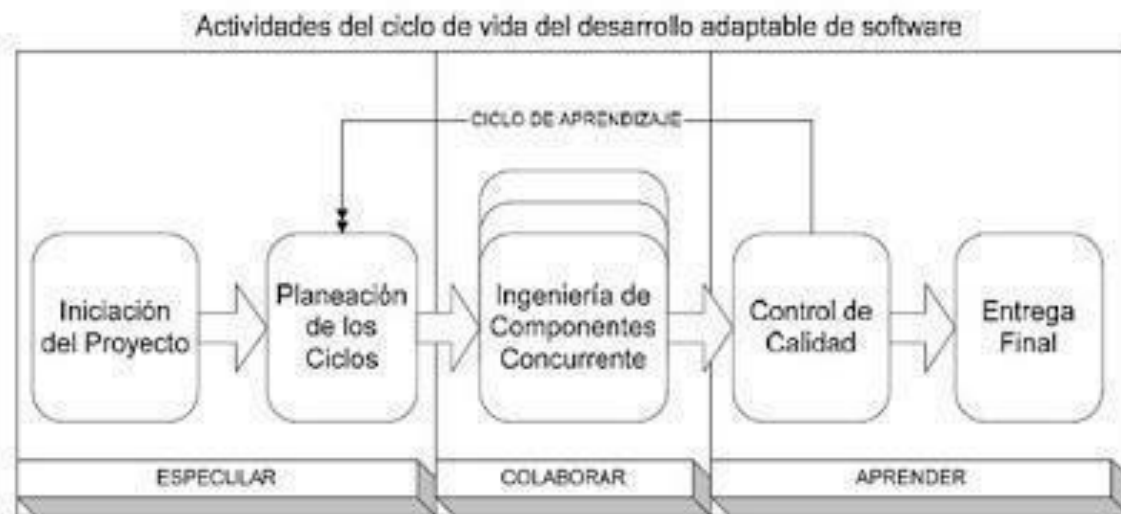 Actividades del ciclo de vida del desarrollo adaptable de software
CICLO DE APRENDIZAJE
Iniciación
del Proyecto
Planeación
de los
Ciclos
Ingeniería de
Componentes
Concurrente
Control de
Calidad
Entrega
Final
ESPECULAR
COLABORAR
APRENDER